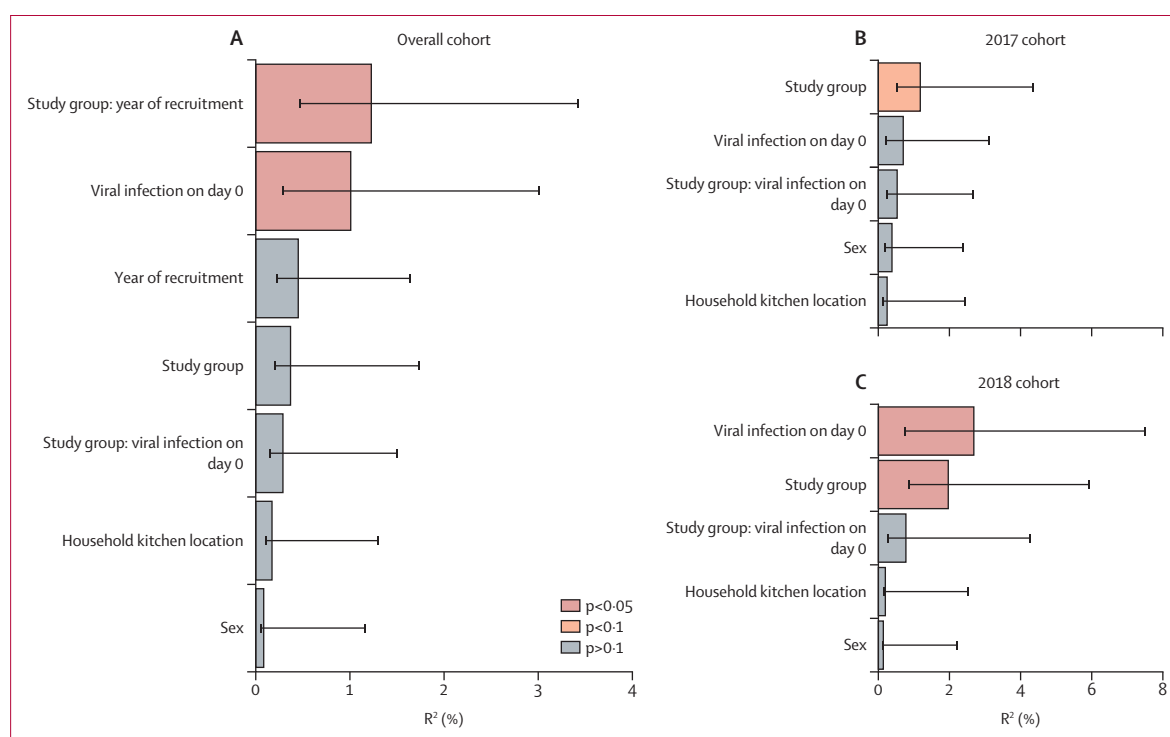 A
Overall cohort
Study group: year of recruitment
Viral infection on day 0
Year of recruitment
Study group
Study group: viral infection on
day 0
Household kitchen location
Sex
p<0·05
p<0·1
p>0·1
0 1 2 3 4
R² (%)
B
2017 cohort
Study group
Viral infection on day 0
Study group: viral infection on
day 0
Sex
Household kitchen location
C
2018 cohort
Viral infection on day 0
Study group
Study group: viral infection on
day 0
Household kitchen location
Sex
0 2 4 6 8
R² (%)